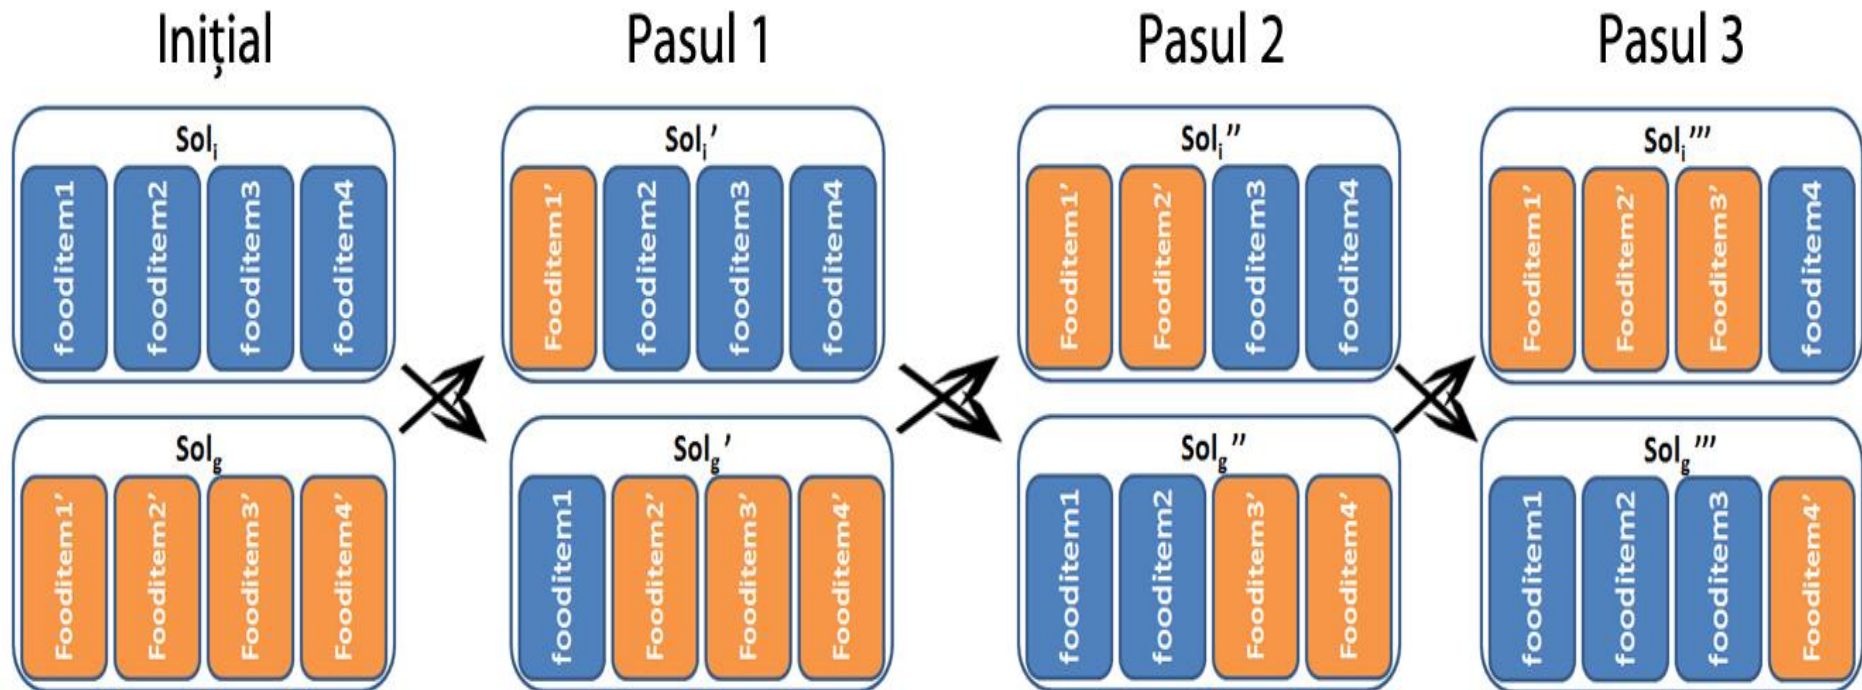 Inițial
Pasul 1
Pasul 2
Pasul 3
Solᵢ
fooditem1
fooditem2
fooditem3
fooditem4
Solᵢ’
Fooditem1’
fooditem2
fooditem3
fooditem4
Solᵢ’’
Fooditem1’
Fooditem2’
fooditem3
fooditem4
Solᵢ’’’
Fooditem1’
Fooditem2’
Fooditem3’
fooditem4
Sol_g
Fooditem1’
Fooditem2’
Fooditem3’
Fooditem4’
Sol_g’
fooditem1
Fooditem2’
Fooditem3’
Fooditem4’
Sol_g’’
fooditem1
fooditem2
Fooditem3’
Fooditem4’
Sol_g’’’
fooditem1
fooditem2
fooditem3
Fooditem4’